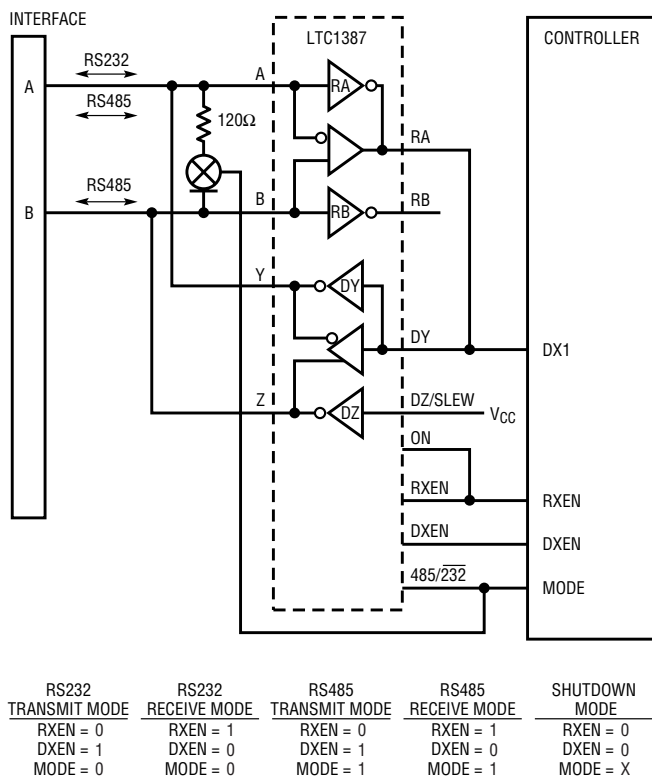 INTERFACE
LTC1387
CONTROLLER
RS232
A
A
RA
RS485
120Ω
RA
RS485
B
B
RB
RB
Y
DY
DY
DX1
Z
DZ
DZ/SLEW
VCC
ON
RXEN
RXEN
DXEN
DXEN
485/2̅3̅2̅
MODE
RS232 TRANSMIT MODE
RXEN = 0
DXEN = 1
MODE = 0
RS232 RECEIVE MODE
RXEN = 1
DXEN = 0
MODE = 0
RS485 TRANSMIT MODE
RXEN = 0
DXEN = 1
MODE = 1
RS485 RECEIVE MODE
RXEN = 1
DXEN = 0
MODE = 1
SHUTDOWN MODE
RXEN = 0
DXEN = 0
MODE = X